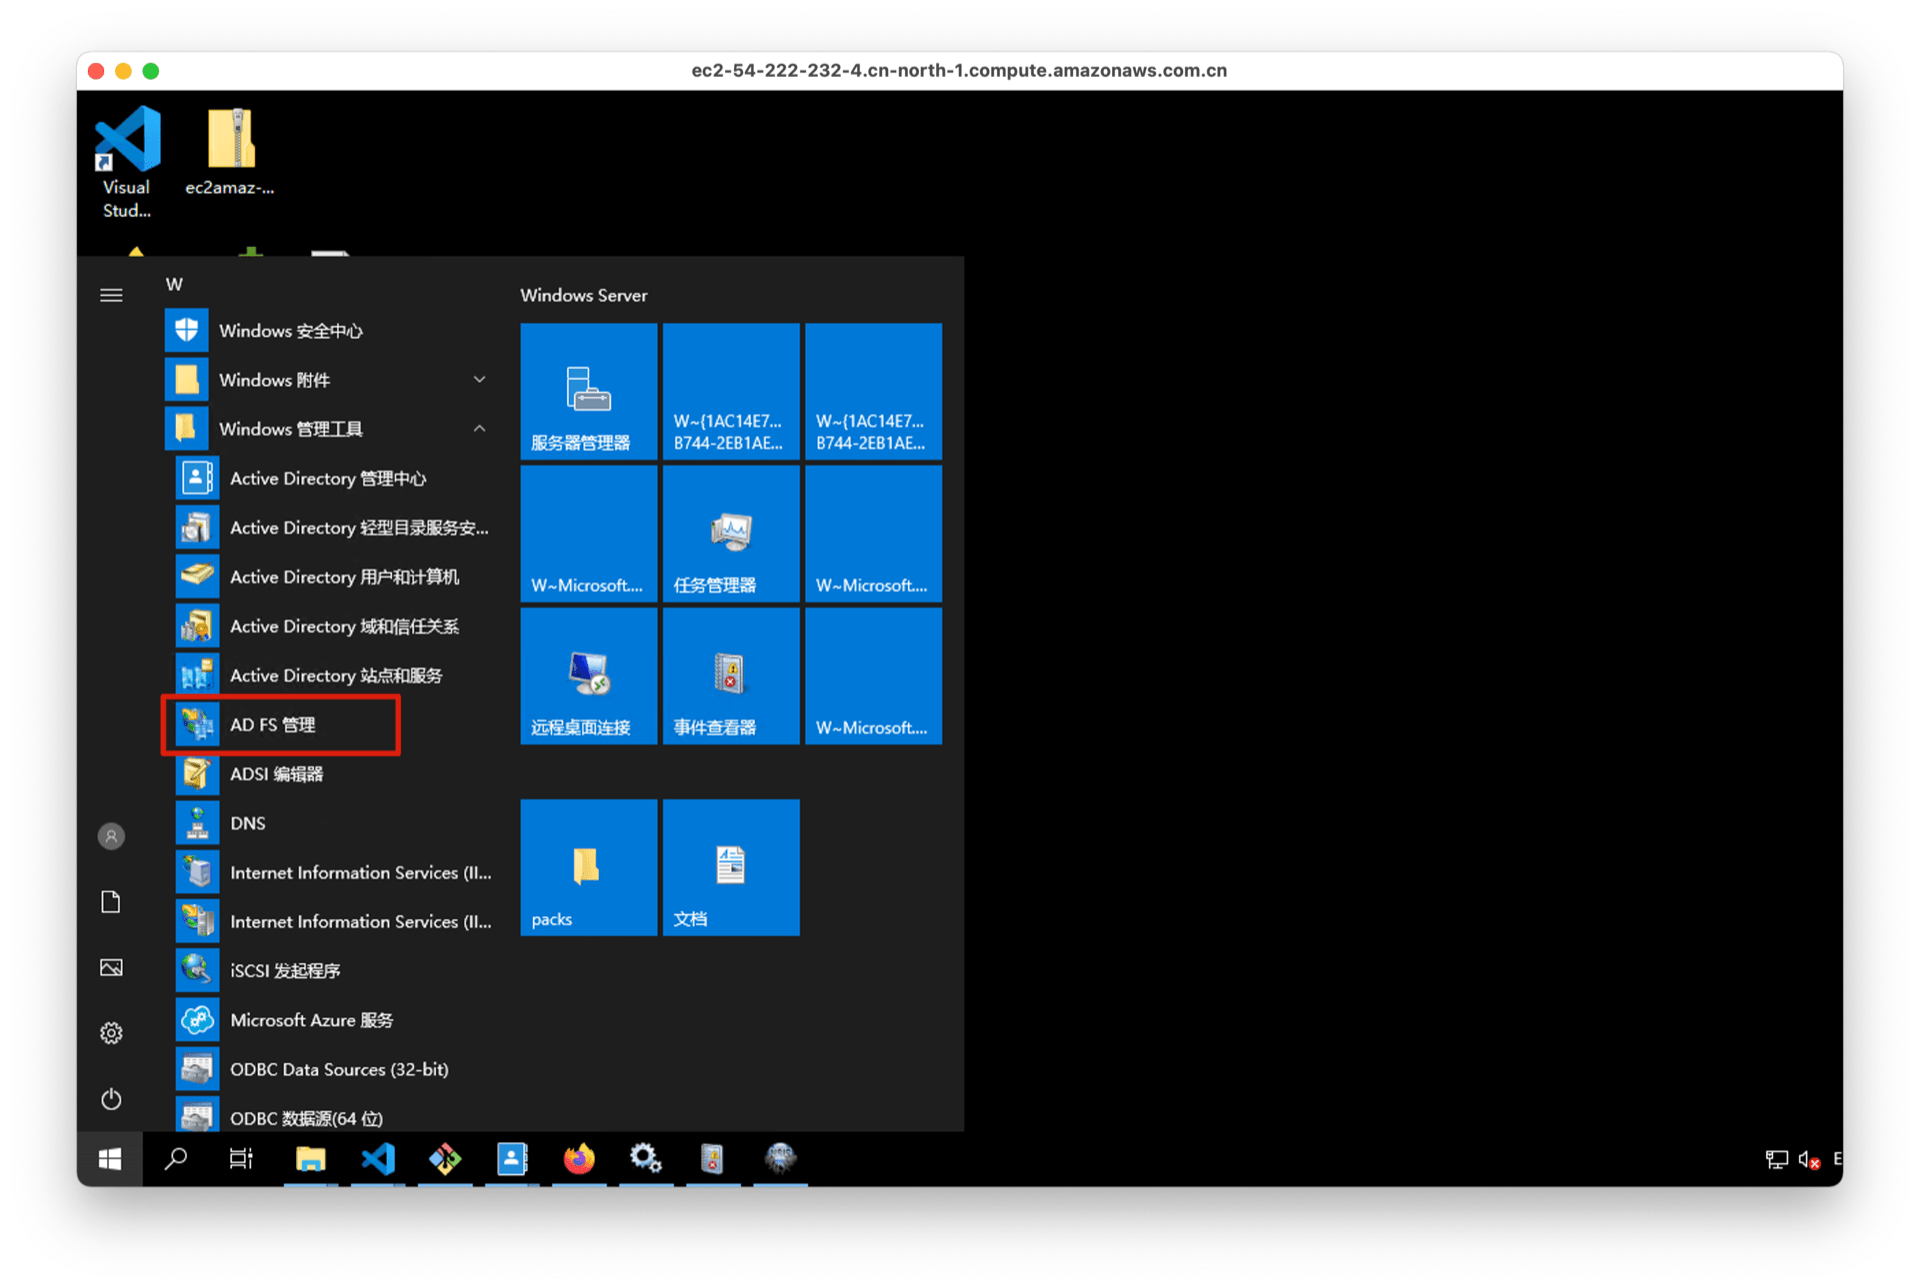 ec2-54-222-232-4.cn-north-1.compute.amazonaws.com.cn
Visual
Stud...
ec2amaz-...
W
Windows 安全中心
Windows 附件
Windows 管理工具
Active Directory 管理中心
Active Directory 轻型目录服务安...
Active Directory 用户和计算机
Active Directory 域和信任关系
Active Directory 站点和服务
AD FS 管理
ADSI 编辑器
DNS
Internet Information Services (II...
Internet Information Services (II...
iSCSI 发起程序
Microsoft Azure 服务
ODBC Data Sources (32-bit)
ODBC 数据源(64 位)
Windows Server
服务器管理器
W~{1AC14E7...
B744-2EB1AE...
W~{1AC14E7...
B744-2EB1AE...
W~Microsoft....
任务管理器
W~Microsoft....
远程桌面连接
事件查看器
W~Microsoft....
packs
文档
E